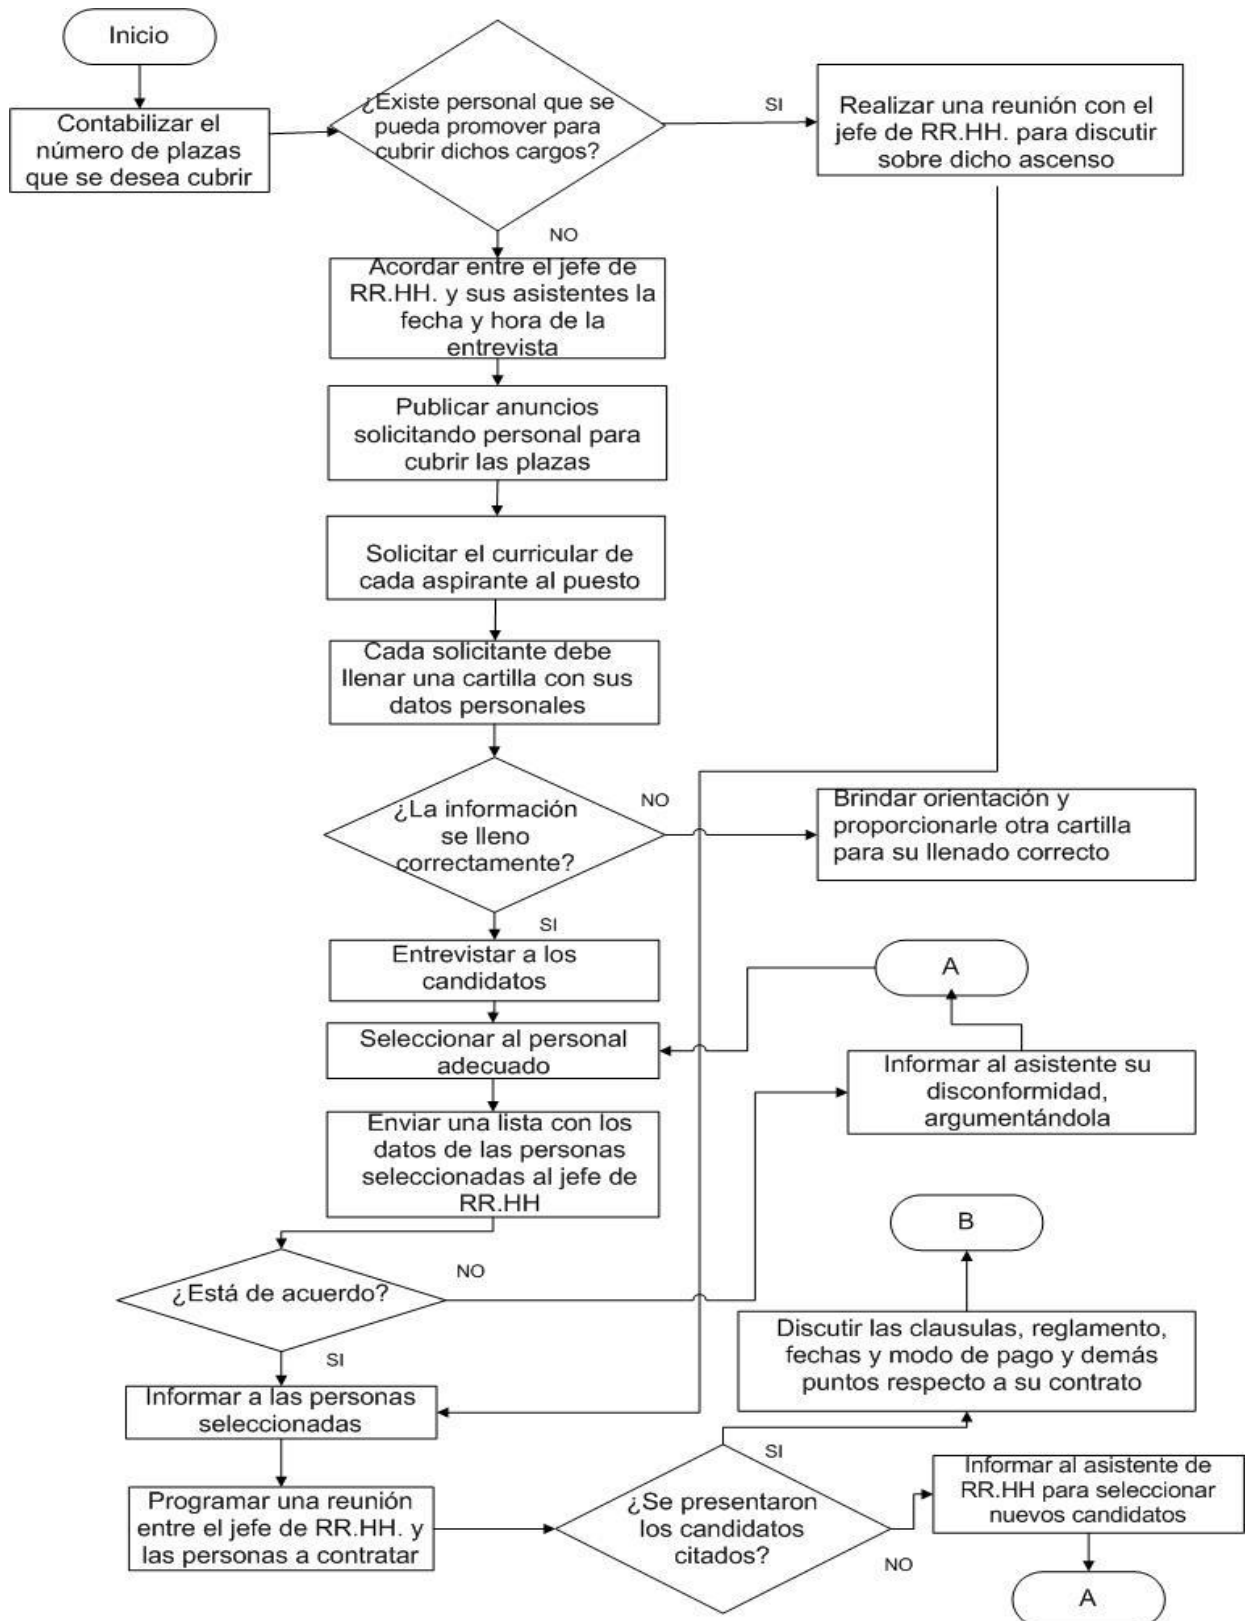 Inicio
Contabilizar el
número de plazas
que se desea cubrir
¿Existe personal que se
pueda promover para
cubrir dichos cargos?
SI
Realizar una reunión con el
jefe de RR.HH. para discutir
sobre dicho ascenso
NO
Acordar entre el jefe de
RR.HH. y sus asistentes la
fecha y hora de la
entrevista
Publicar anuncios
solicitando personal para
cubrir las plazas
Solicitar el curricular de
cada aspirante al puesto
Cada solicitante debe
llenar una cartilla con sus
datos personales
¿La información
se lleno
correctamente?
NO
Brindar orientación y
proporcionarle otra cartilla
para su llenado correcto
SI
Entrevistar a los
candidatos
A
Seleccionar al personal
adecuado
Informar al asistente su
disconformidad,
argumentándola
Enviar una lista con los
datos de las personas
seleccionadas al jefe de
RR.HH
B
¿Está de acuerdo?
NO
SI
Discutir las clausulas, reglamento,
fechas y modo de pago y demás
puntos respecto a su contrato
Informar a las personas
seleccionadas
Programar una reunión
entre el jefe de RR.HH. y
las personas a contratar
¿Se presentaron
los candidatos
citados?
SI
NO
Informar al asistente de
RR.HH para seleccionar
nuevos candidatos
A